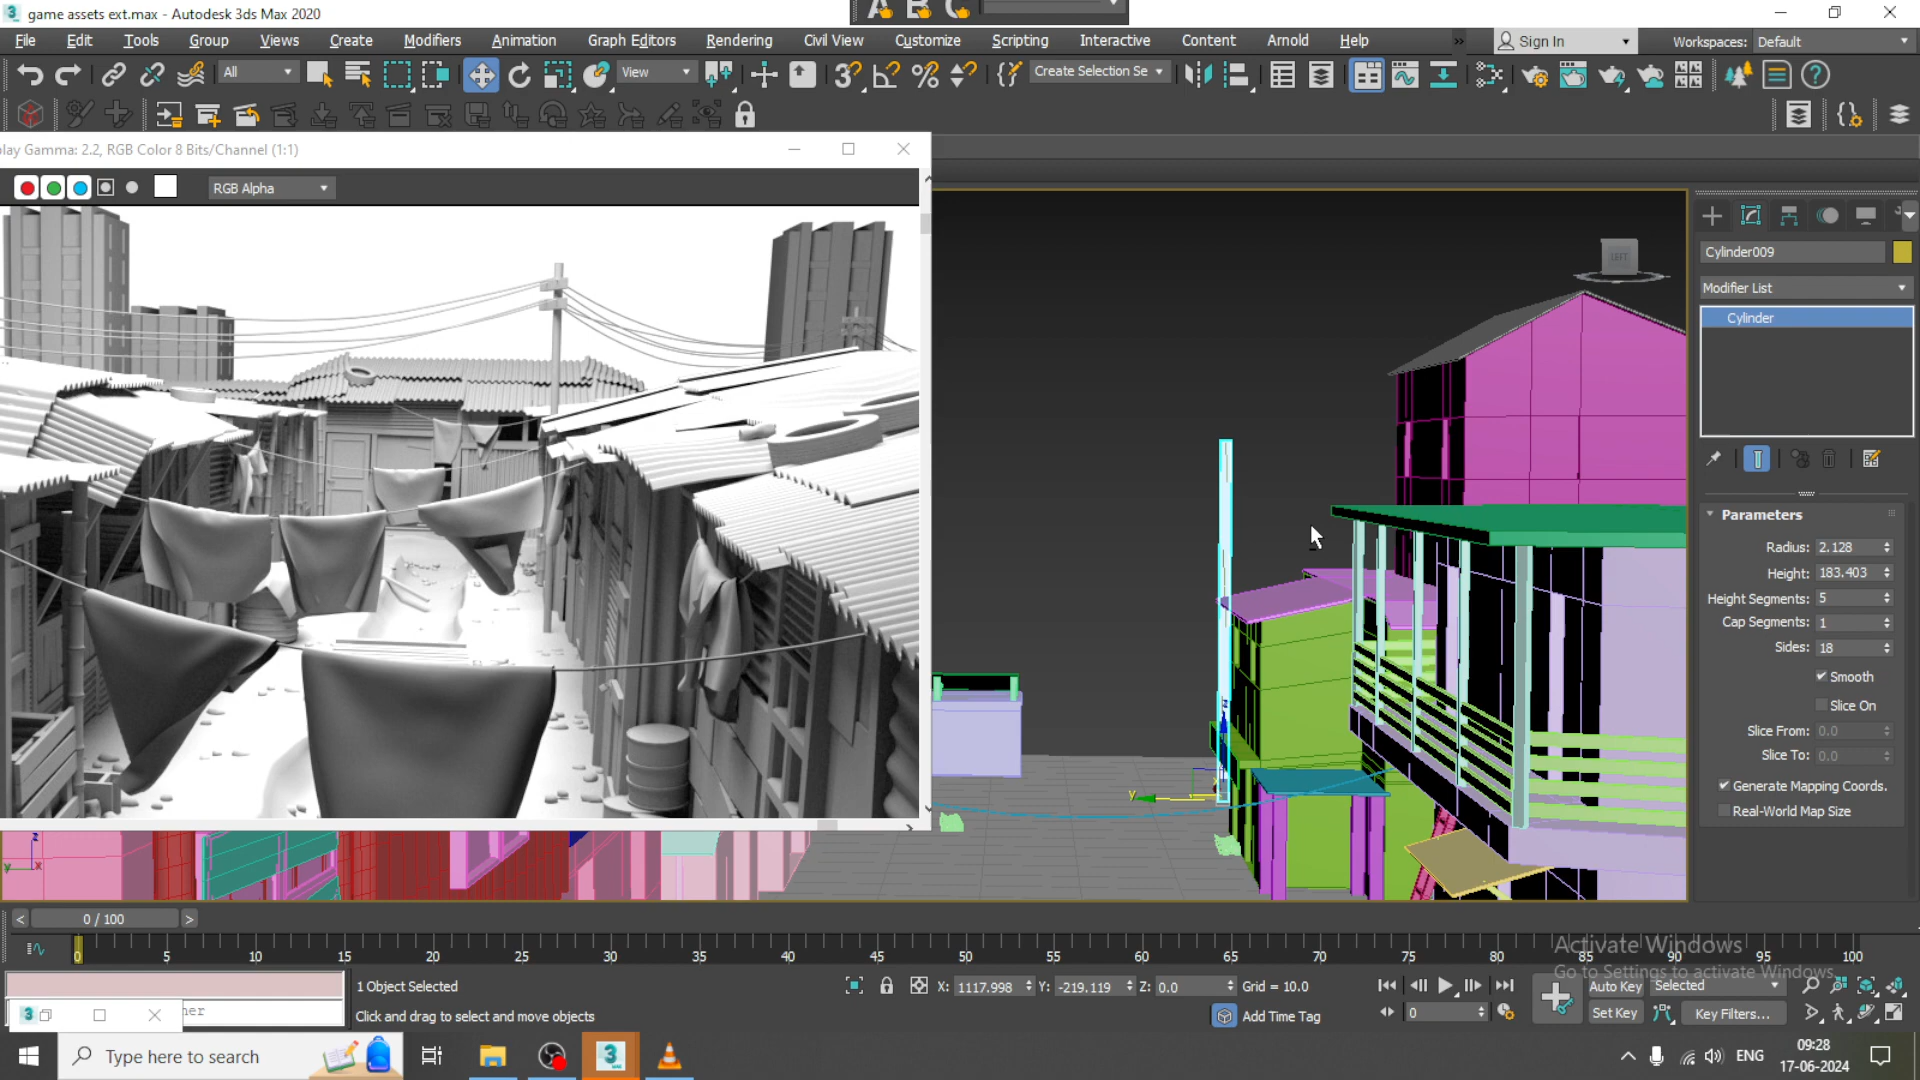 game assets ext.max - Autodesk 3ds Max 2020
File Edit Tools Group Views Create Modifiers Animation Graph Editors Rendering Civil View Customize Scripting Interactive Content Arnold Help
Sign In
Workspaces: Default
All
View
Create Selection Se
play Gamma: 2.2, RGB Color 8 Bits/Channel (1:1)
RGB Alpha
LEFT
Cylinder009
Modifier List
Cylinder
Parameters
Radius: 2.128
Height: 183.403
Height Segments: 5
Cap Segments: 1
Sides: 18
Smooth
Slice On
Slice From: 0.0
Slice To: 0.0
Generate Mapping Coords.
Real-World Map Size
z
y
x
y
0 / 100
0 5 10 15 20 25 30 35 40 45 50 55 60 65 70 75 80 85 90 95 100
Activate Windows
Go to Settings to activate Windows.
1 Object Selected
X: 1117.998 Y: -219.119 Z: 0.0 Grid = 10.0
Auto Key Selected
Click and drag to select and move objects
Add Time Tag
0
Set Key Key Filters...
Type here to search
ENG
09:28
17-06-2024